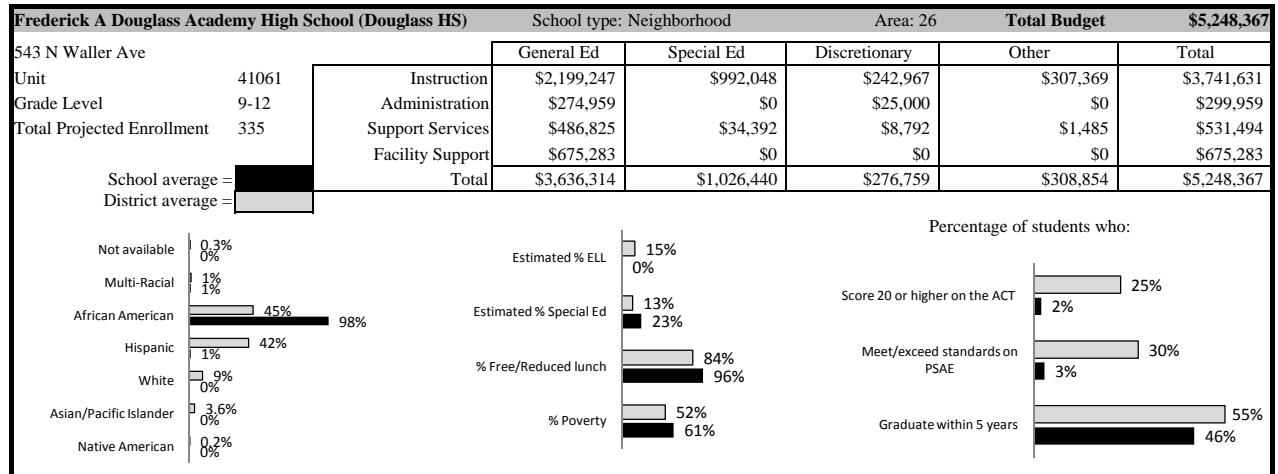 Frederick A Douglass Academy High School (Douglass HS) School type: Neighborhood Area: 26 Total Budget $5,248,367
543 N Waller Ave General Ed Special Ed Discretionary Other Total
Unit 41061 Instruction $2,199,247 $992,048 $242,967 $307,369 $3,741,631
Grade Level 9-12 Administration $274,959 $0 $25,000 $0 $299,959
Total Projected Enrollment 335 Support Services $486,825 $34,392 $8,792 $1,485 $531,494
Facility Support $675,283 $0 $0 $0 $675,283
School average = Total $3,636,314 $1,026,440 $276,759 $308,854 $5,248,367
District average =
Not available 0.3% 0%
Multi-Racial 1% 1%
African American 45% 98%
Hispanic 42% 1%
White 9% 0%
Asian/Pacific Islander 3.6% 0%
Native American 0.2% 0%
Estimated % ELL 15% 0%
Estimated % Special Ed 13% 23%
% Free/Reduced lunch 84% 96%
% Poverty 52% 61%
Percentage of students who:
Score 20 or higher on the ACT 25% 2%
Meet/exceed standards on
PSAE 30% 3%
Graduate within 5 years 55% 46%